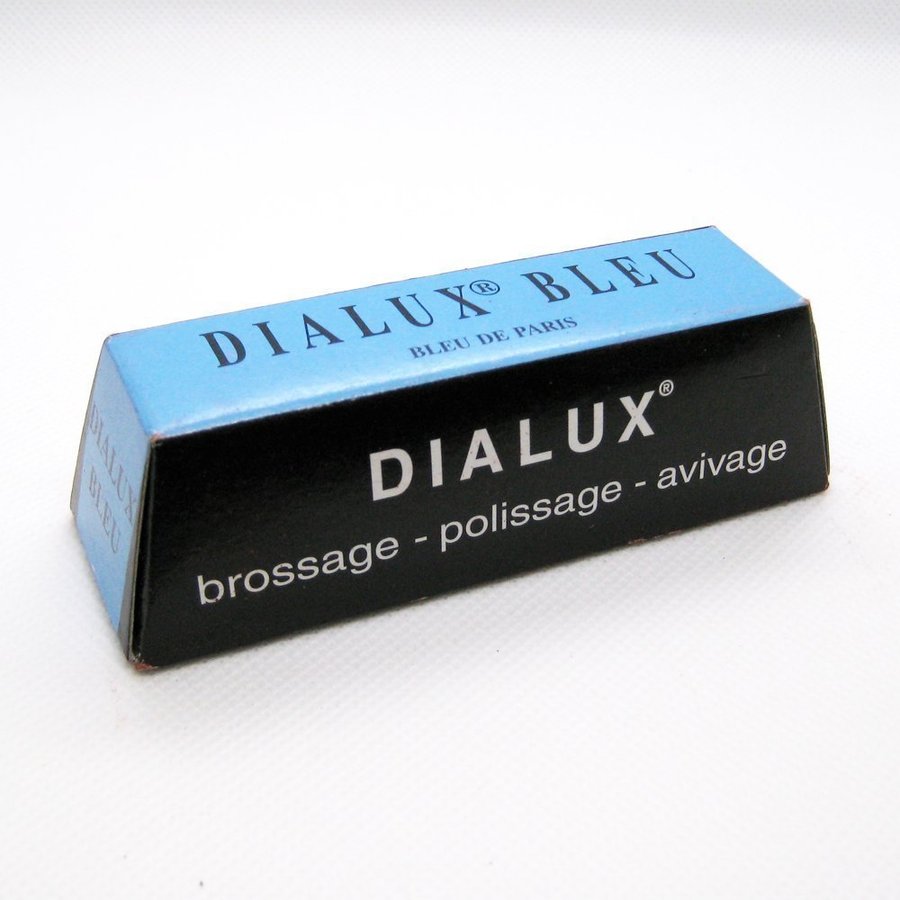 DIALUX® BLEU
BLEU DE PARIS
DIALUX®
brossage - polissage - avivage
DIALUX
BLEU